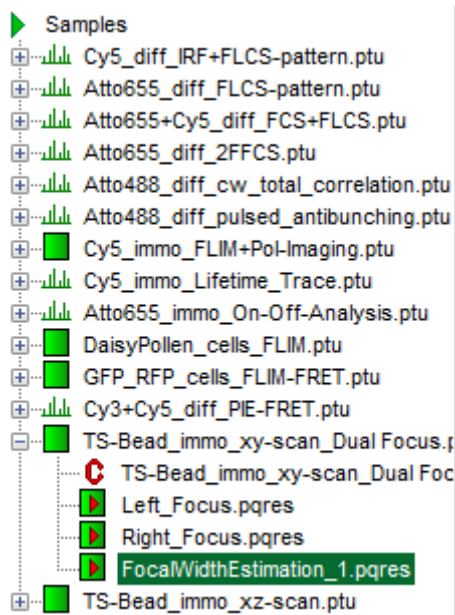 Samples
Cy5_diff_IRF+FLCS-pattern.ptu
Atto655_diff_FLCS-pattern.ptu
Atto655+Cy5_diff_FCS+FLCS.ptu
Atto655_diff_2FFCS.ptu
Atto488_diff_cw_total_correlation.ptu
Atto488_diff_pulsed_antibunching.ptu
Cy5_immo_FLIM+Pol-Imaging.ptu
Cy5_immo_Lifetime_Trace.ptu
Atto655_immo_On-Off-Analysis.ptu
DaisyPollen_cells_FLIM.ptu
GFP_RFP_cells_FLIM-FRET.ptu
Cy3+Cy5_diff_PIE-FRET.ptu
TS-Bead_immo_xy-scan_Dual Focus.p
C TS-Bead_immo_xy-scan_Dual Foc
Left_Focus.pqres
Right_Focus.pqres
FocalWidthEstimation_1.pqres
TS-Bead_immo_xz-scan.ptu